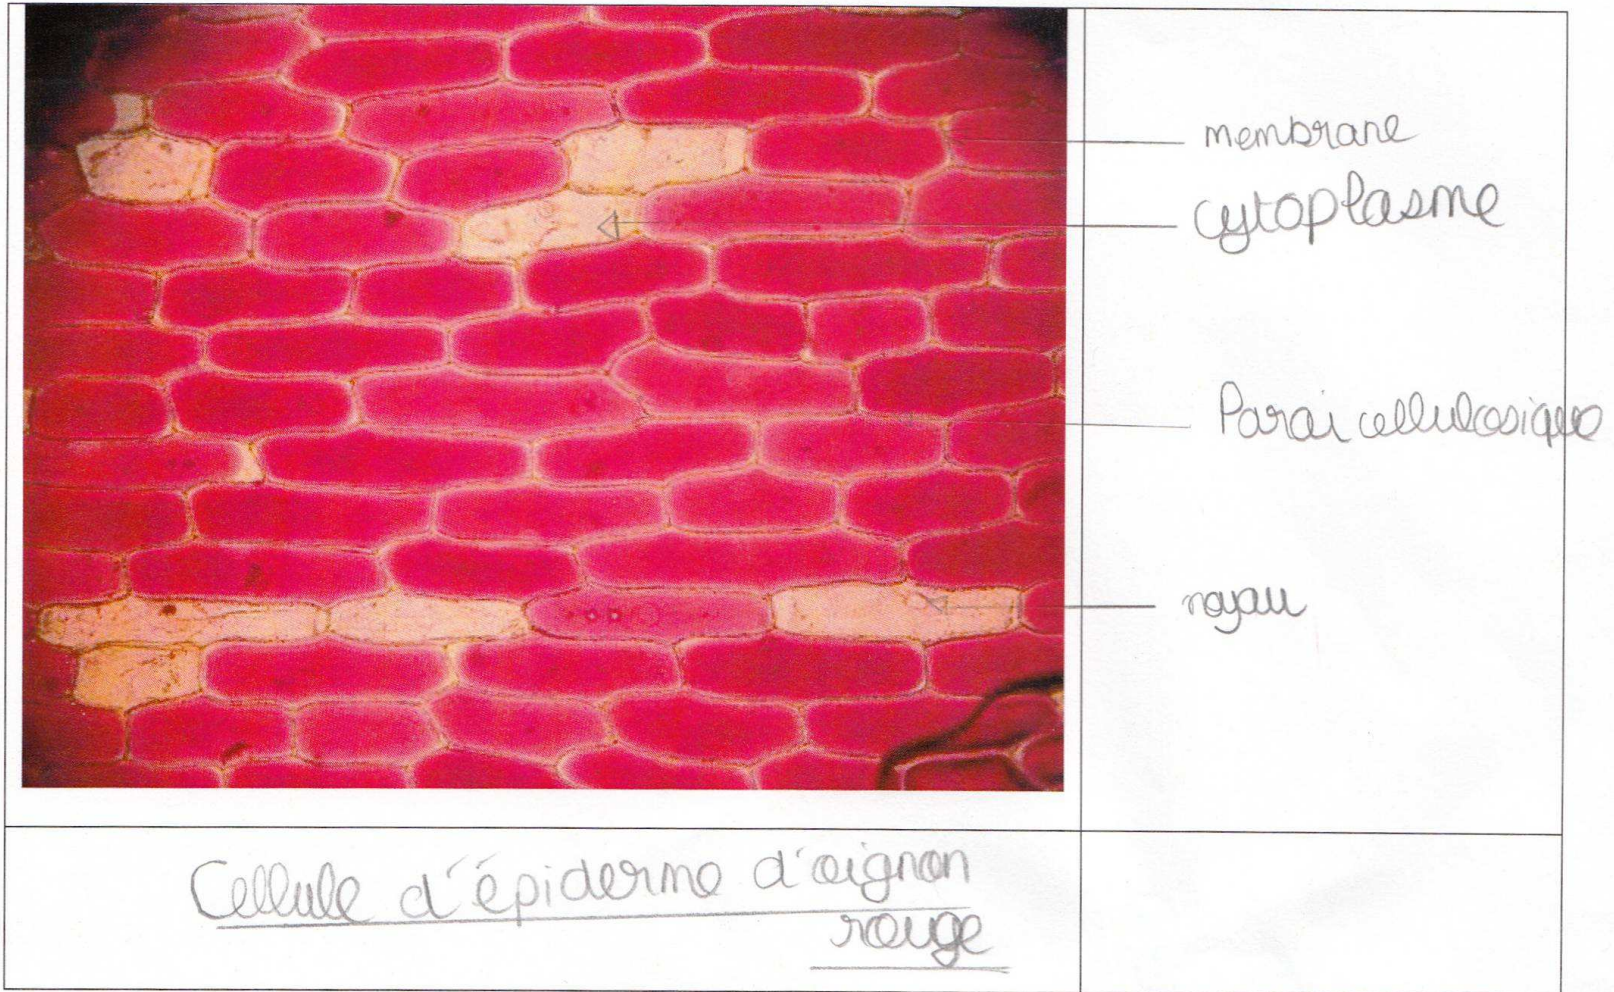 membrane
cytoplasme
Paroi cellulosique
noyau
Cellule d'épiderme d'oignon
rouge